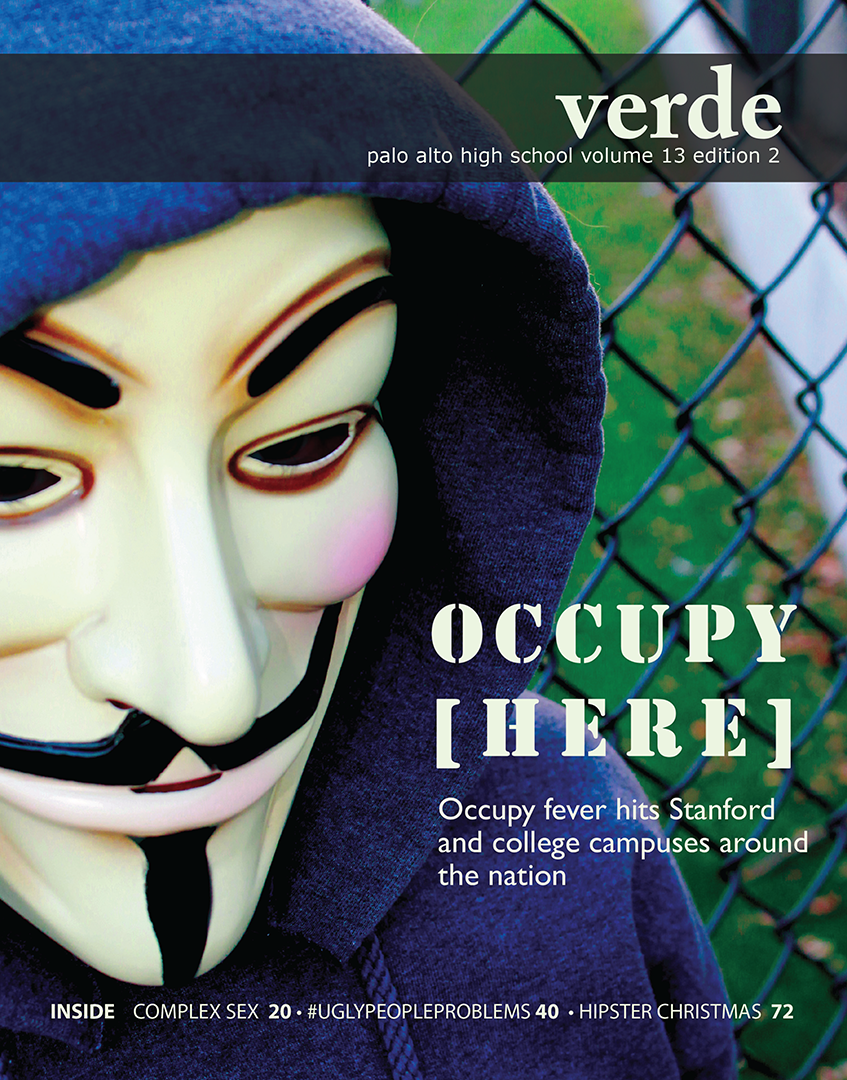 verde
palo alto high school volume 13 edition 2
OCCUPY
[HERE]
Occupy fever hits Stanford
and college campuses around
the nation
INSIDE COMPLEX SEX 20 • #UGLYPEOPLEPROBLEMS 40 • HIPSTER CHRISTMAS 72